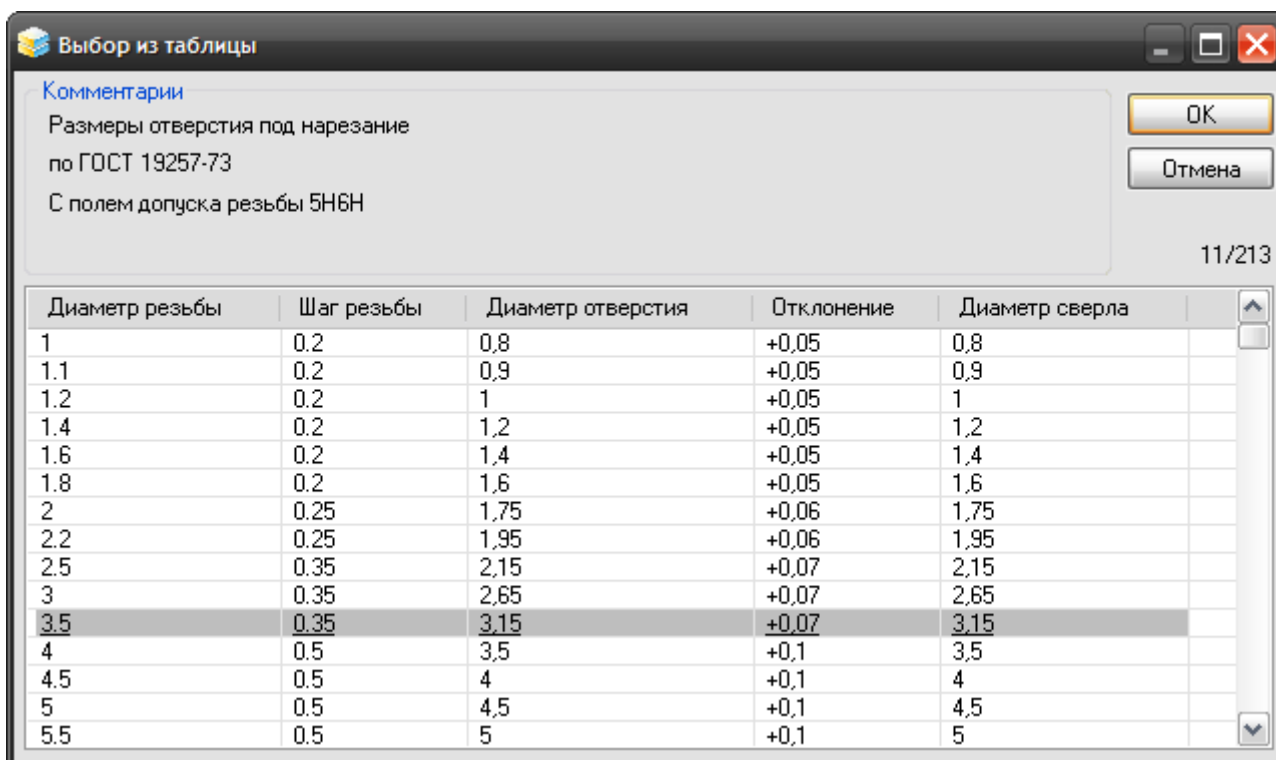 Выбор из таблицы
Комментарии
Размеры отверстия под нарезание
по ГОСТ 19257-73
С полем допуска резьбы 5Н6Н
OK
Отмена
11/213
Диаметр резьбы Шаг резьбы Диаметр отверстия Отклонение Диаметр сверла
1 0.2 0,8 +0,05 0,8
1.1 0.2 0,9 +0,05 0,9
1.2 0.2 1 +0,05 1
1.4 0.2 1,2 +0,05 1,2
1.6 0.2 1,4 +0,05 1,4
1.8 0.2 1,6 +0,05 1,6
2 0.25 1,75 +0,06 1,75
2.2 0.25 1,95 +0,06 1,95
2.5 0.35 2,15 +0,07 2,15
3 0.35 2,65 +0,07 2,65
3.5 0.35 3,15 +0,07 3,15
4 0.5 3,5 +0,1 3,5
4.5 0.5 4 +0,1 4
5 0.5 4,5 +0,1 4,5
5.5 0.5 5 +0,1 5